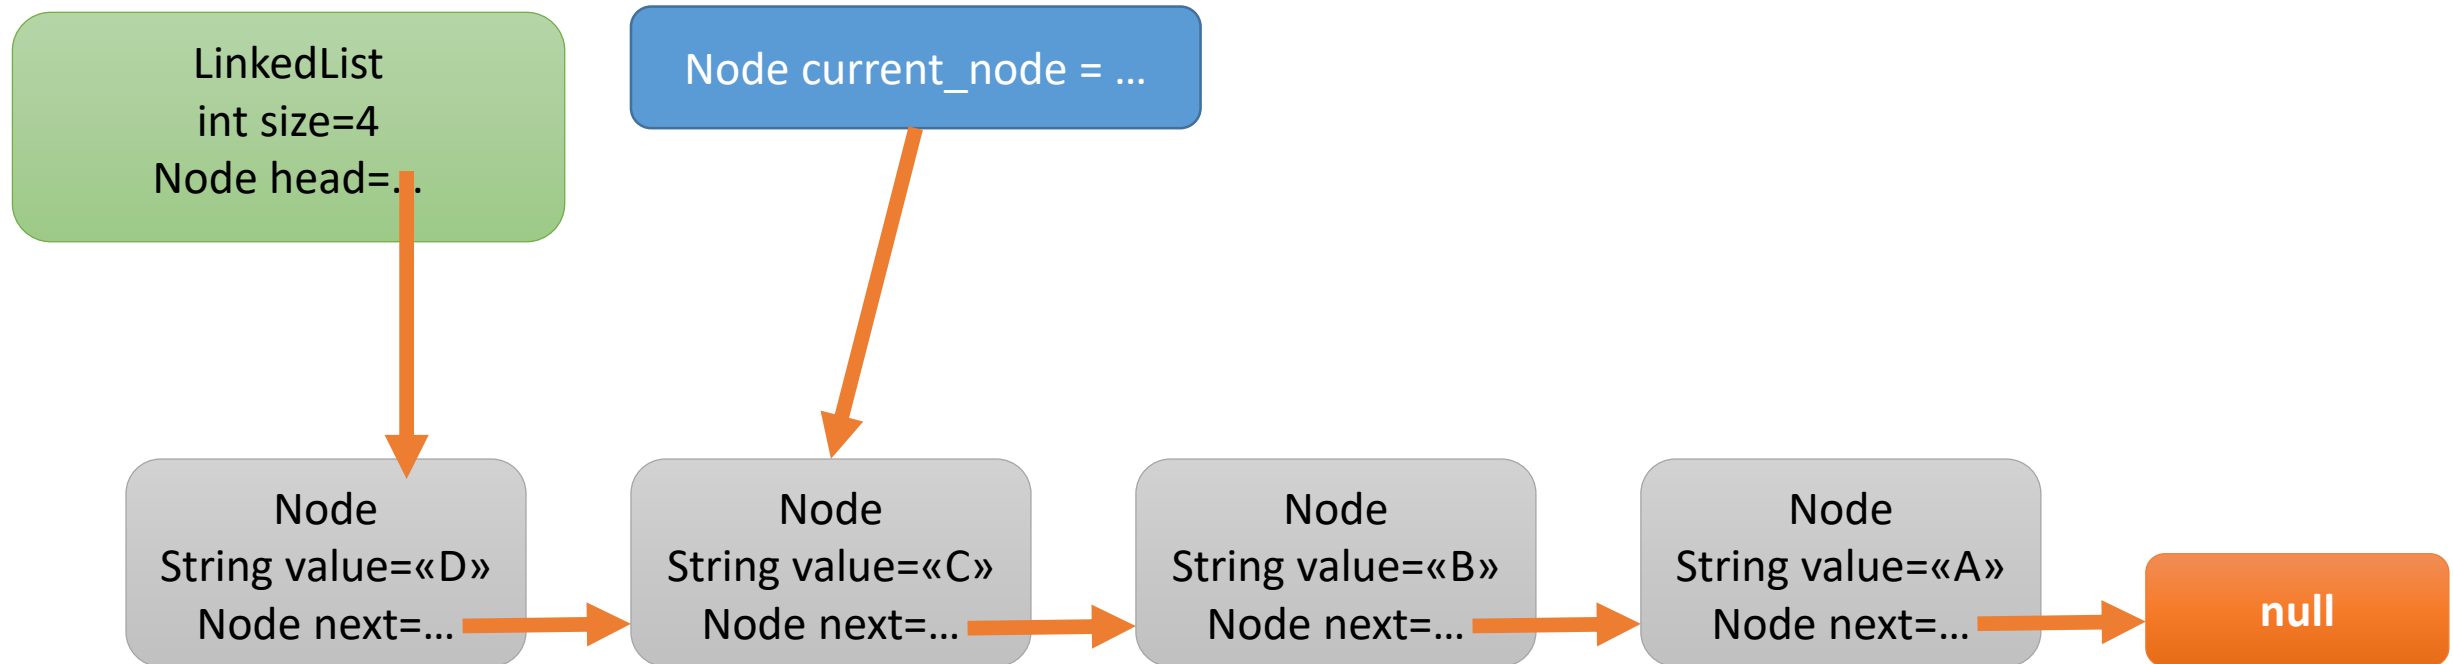 LinkedList
int size=4
Node head=...
Node current_node = ...
Node
String value=«D»
Node next=...
Node
String value=«C»
Node next=...
Node
String value=«B»
Node next=...
Node
String value=«A»
Node next=...
null